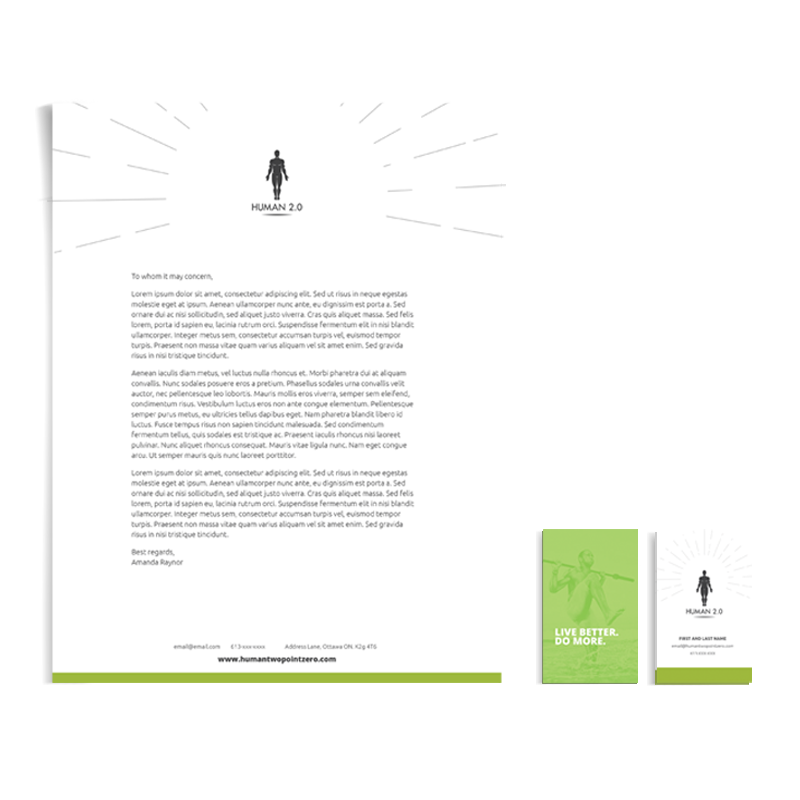 HUMAN 2.0
To whom it may concern,
Lorem ipsum dolor sit amet, consectetur adipiscing elit. Sed ut risus in neque egestas
molestie eget at ipsum. Aenean ullamcorper nunc ante, eu dignissim est porta a. Sed
ornare dui ac nisi sollicitudin, sed aliquet justo viverra. Cras quis aliquet massa. Sed felis
lorem, porta id sapien eu, lacinia rutrum orci. Suspendisse fermentum elit in nisi blandit
ullamcorper. Integer metus sem, consectetur accumsan turpis vel, euismod tempor
turpis. Praesent non massa vitae quam varius aliquam vel sit amet enim. Sed gravida
risus in nisi tristique tincidunt.
Aenean iaculis diam metus, vel luctus nulla rhoncus et. Morbi pharetra dui at aliquam
convallis. Nunc sodales posuere eros a pretium. Phasellus sodales urna convallis velit
auctor, nec pellentesque leo lobortis. Mauris mollis eros viverra, semper sem eleifend,
condimentum risus. Vestibulum luctus eros non ante congue elementum. Pellentesque
semper purus metus, eu ultricies tellus dapibus eget. Nam pharetra blandit libero id
luctus. Fusce tempus risus non sapien tincidunt malesuada. Sed condimentum
fermentum tellus, quis sodales est tristique ac. Praesent iaculis rhoncus nisi laoreet
pulvinar. Nunc aliquet rhoncus consequat. Mauris vitae ligula nunc. Nam eget congue
arcu. Ut semper mauris quis nunc laoreet porttitor.
Lorem ipsum dolor sit amet, consectetur adipiscing elit. Sed ut risus in neque egestas
molestie eget at ipsum. Aenean ullamcorper nunc ante, eu dignissim est porta a. Sed
ornare dui ac nisi sollicitudin, sed aliquet justo viverra. Cras quis aliquet massa. Sed felis
lorem, porta id sapien eu, lacinia rutrum orci. Suspendisse fermentum elit in nisi blandit
ullamcorper. Integer metus sem, consectetur accumsan turpis vel, euismod tempor
turpis. Praesent non massa vitae quam varius aliquam vel sit amet enim. Sed gravida
risus in nisi tristique tincidunt.
Best regards,
Amanda Raynor
email@email.com 613-xxx-xxxx Address Lane, Ottawa ON. K2g 4T6
www.humantwopointzero.com
LIVE BETTER.
DO MORE.
HUMAN 2.0
FIRST AND LAST NAME
email@humantwopointzero.com